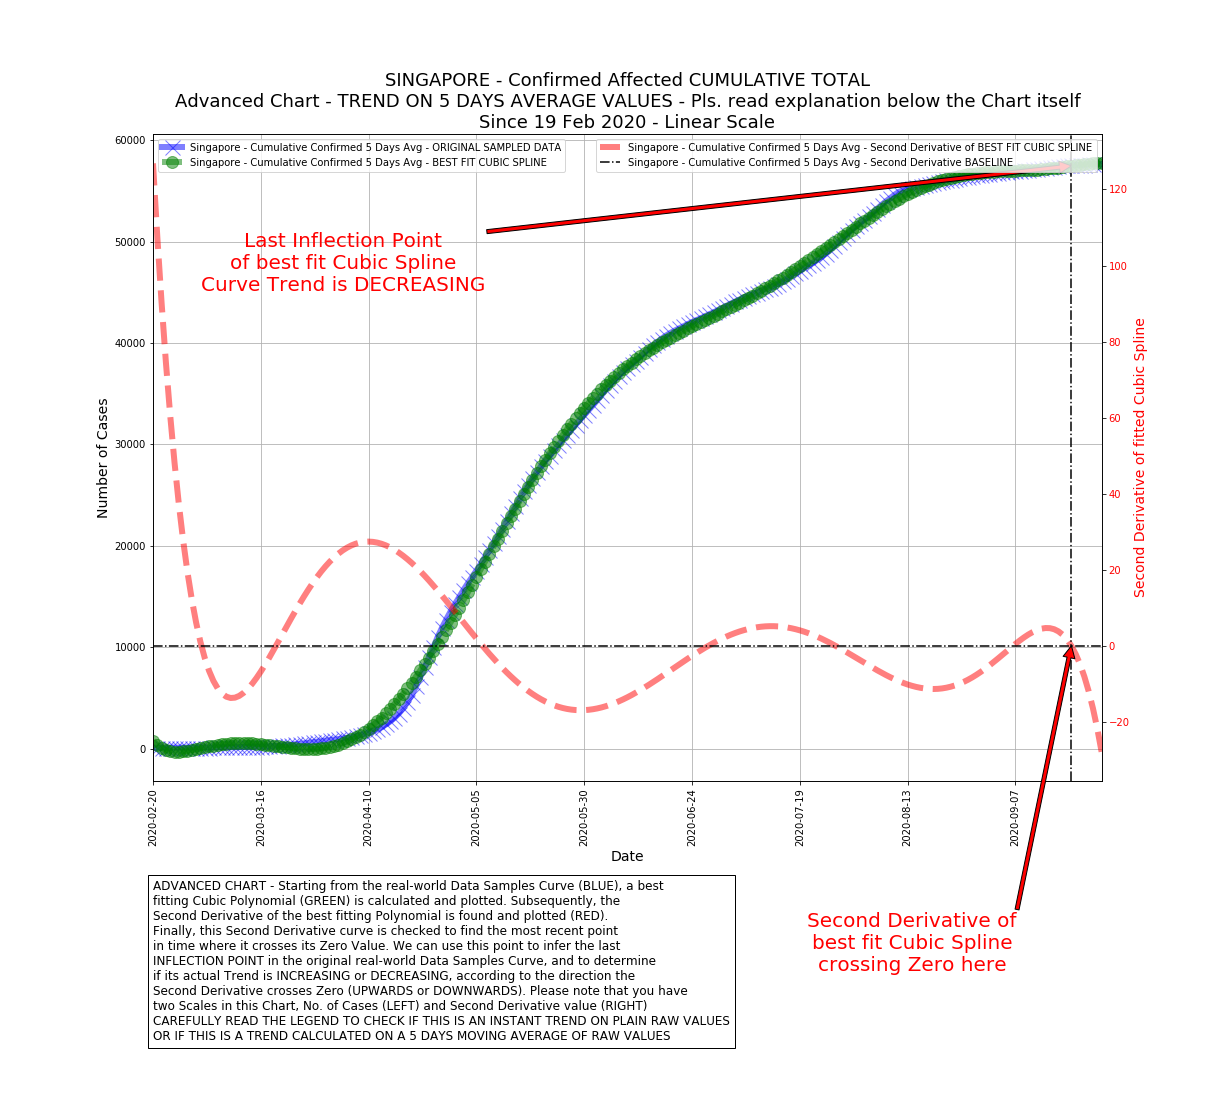 SINGAPORE - Confirmed Affected CUMULATIVE TOTAL
Advanced Chart - TREND ON 5 DAYS AVERAGE VALUES - Pls. read explanation below the Chart itself
Since 19 Feb 2020 - Linear Scale
Singapore - Cumulative Confirmed 5 Days Avg - ORIGINAL SAMPLED DATA
Singapore - Cumulative Confirmed 5 Days Avg - BEST FIT CUBIC SPLINE
Singapore - Cumulative Confirmed 5 Days Avg - Second Derivative of BEST FIT CUBIC SPLINE
Singapore - Cumulative Confirmed 5 Days Avg - Second Derivative BASELINE
Number of Cases
60000
50000
40000
30000
20000
10000
0
Last Inflection Point
of best fit Cubic Spline
Curve Trend is DECREASING
120
100
80
60
40
20
0
−20
Second Derivative of fitted Cubic Spline
2020-02-20
2020-03-16
2020-04-10
2020-05-05
2020-05-30
2020-06-24
2020-07-19
2020-08-13
2020-09-07
Date
ADVANCED CHART - Starting from the real-world Data Samples Curve (BLUE), a best
fitting Cubic Polynomial (GREEN) is calculated and plotted. Subsequently, the
Second Derivative of the best fitting Polynomial is found and plotted (RED).
Finally, this Second Derivative curve is checked to find the most recent point
in time where it crosses its Zero Value. We can use this point to infer the last
INFLECTION POINT in the original real-world Data Samples Curve, and to determine
if its actual Trend is INCREASING or DECREASING, according to the direction the
Second Derivative crosses Zero (UPWARDS or DOWNWARDS). Please note that you have
two Scales in this Chart, No. of Cases (LEFT) and Second Derivative value (RIGHT)
CAREFULLY READ THE LEGEND TO CHECK IF THIS IS AN INSTANT TREND ON PLAIN RAW VALUES
OR IF THIS IS A TREND CALCULATED ON A 5 DAYS MOVING AVERAGE OF RAW VALUES
Second Derivative of
best fit Cubic Spline
crossing Zero here